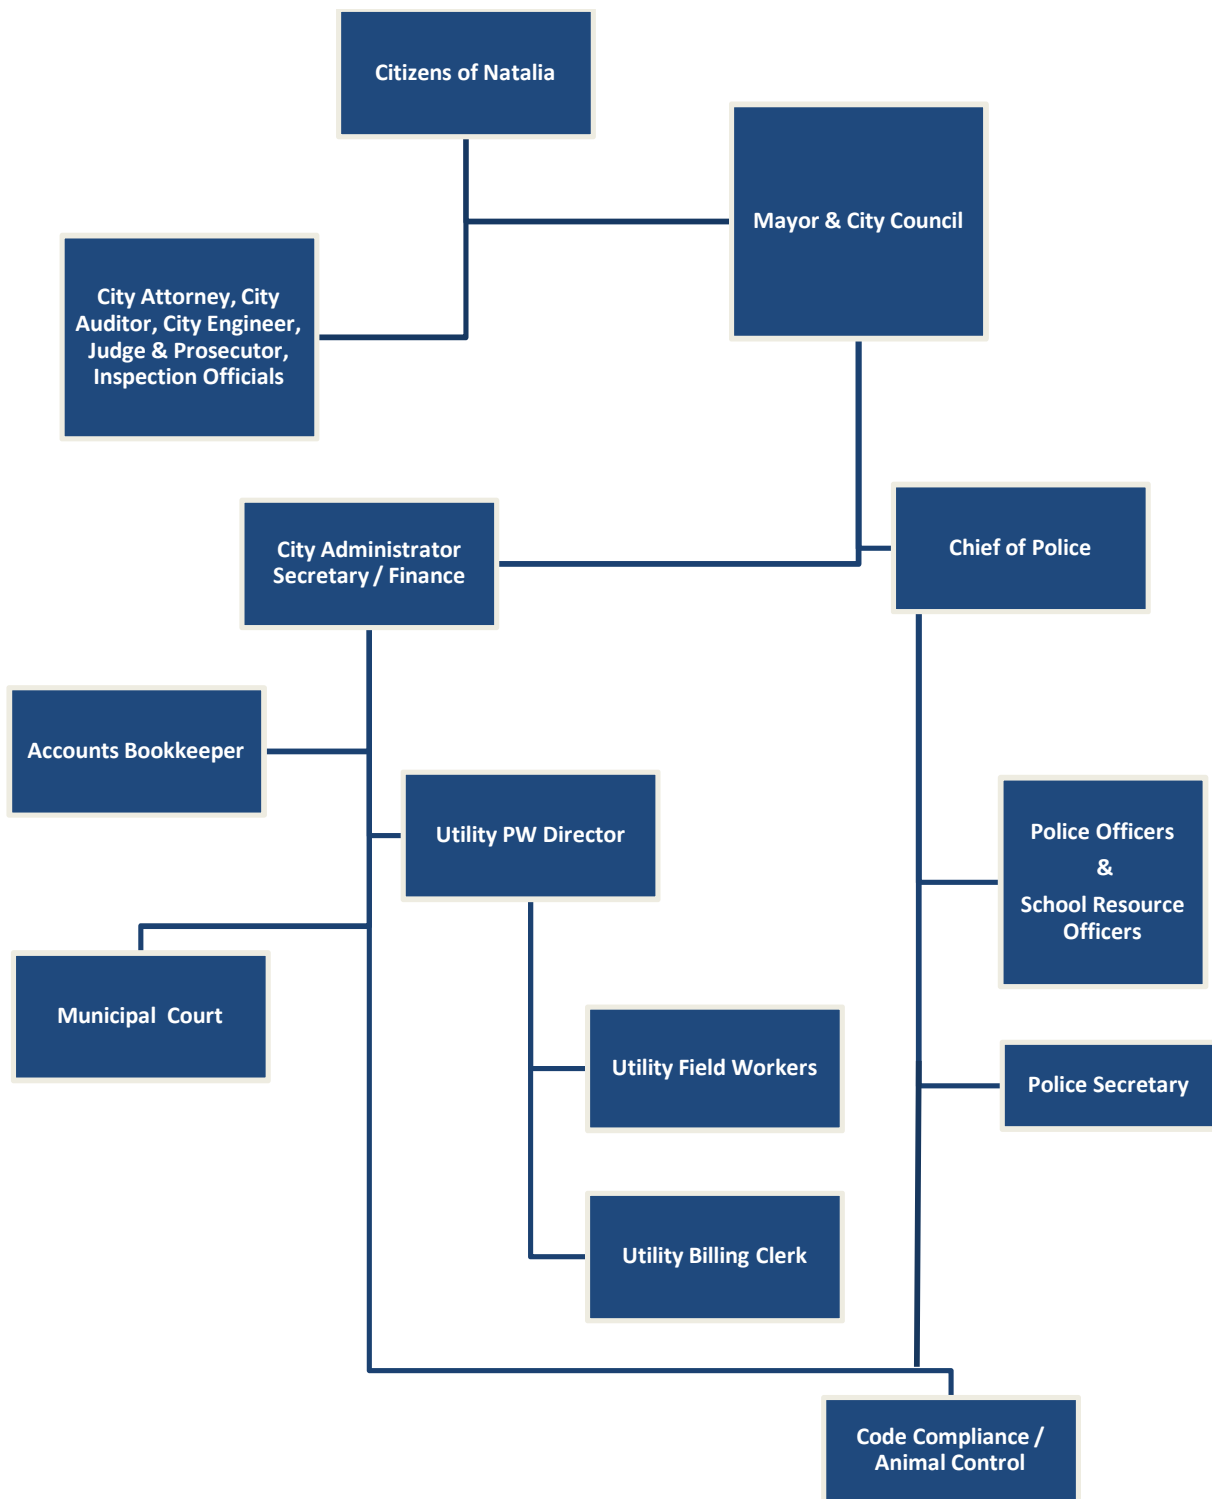 Citizens of Natalia
Mayor & City Council
City Attorney, City
Auditor, City Engineer,
Judge & Prosecutor,
Inspection Officials
City Administrator
Secretary / Finance
Chief of Police
Accounts Bookkeeper
Utility PW Director
Police Officers
&
School Resource
Officers
Municipal  Court
Utility Field Workers
Police Secretary
Utility Billing Clerk
Code Compliance /
Animal Control